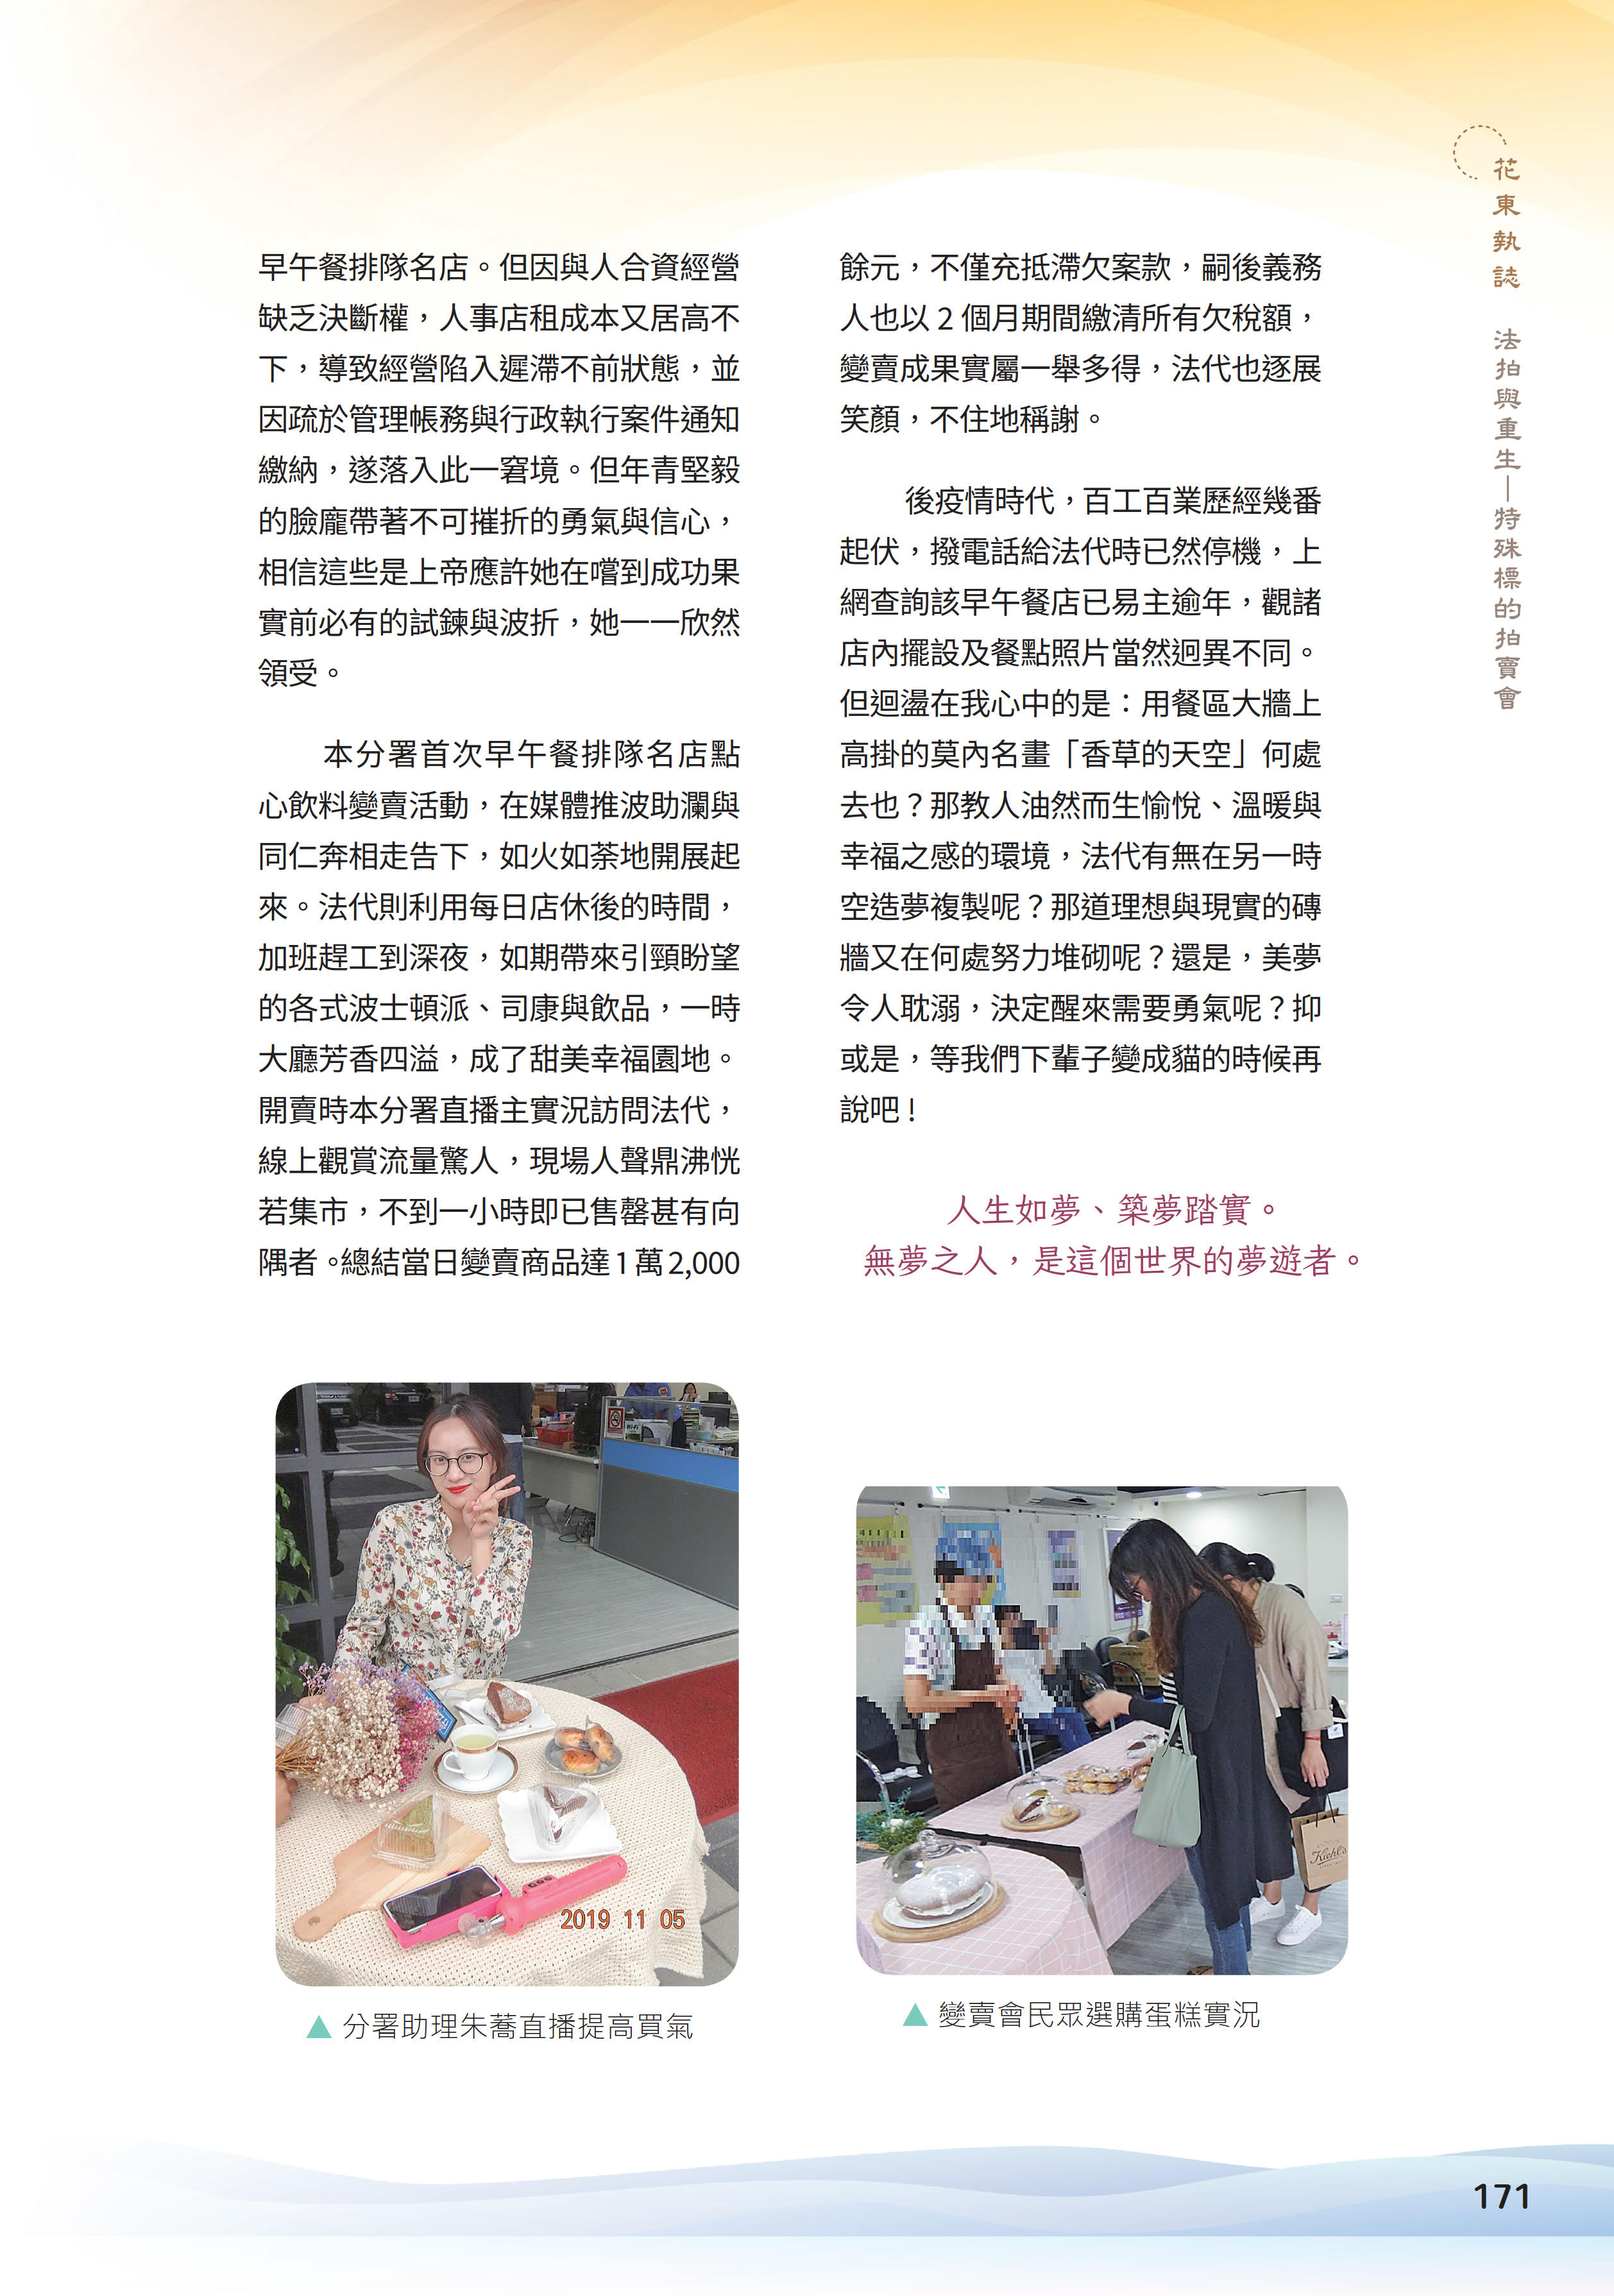 花東執誌 法拍與重生—特殊標的拍賣會
早午餐排隊名店。但因與人合資經營
缺乏決斷權，人事店租成本又居高不
下，導致經營陷入遲滯不前狀態，並
因疏於管理帳務與行政執行案件通知
繳納，遂落入此一窘境。但年青堅毅
的臉龐帶著不可摧折的勇氣與信心，
相信這些是上帝應許她在嚐到成功果
實前必有的試鍊與波折，她一一欣然
領受。
本分署首次早午餐排隊名店點
心飲料變賣活動，在媒體推波助瀾與
同仁奔相走告下，如火如荼地開展起
來。法代則利用每日店休後的時間，
加班趕工到深夜，如期帶來引頸盼望
的各式波士頓派、司康與飲品，一時
大廳芳香四溢，成了甜美幸福園地。
開賣時本分署直播主實況訪問法代，
線上觀賞流量驚人，現場人聲鼎沸恍
若集市，不到一小時即已售罄甚有向
隅者。總結當日變賣商品達1萬2,000
餘元，不僅充抵滯欠案款，嗣後義務
人也以 2 個月期間繳清所有欠稅額，
變賣成果實屬一舉多得，法代也逐展
笑顏，不住地稱謝。
後疫情時代，百工百業歷經幾番
起伏，撥電話給法代時已然停機，上
網查詢該早午餐店已易主逾年，觀諸
店內擺設及餐點照片當然迥異不同。
但迴盪在我心中的是：用餐區大牆上
高掛的莫內名畫「香草的天空」何處
去也？那教人油然而生愉悅、溫暖與
幸福之感的環境，法代有無在另一時
空造夢複製呢？那道理想與現實的磚
牆又在何處努力堆砌呢？還是，美夢
令人耽溺，決定醒來需要勇氣呢？抑
或是，等我們下輩子變成貓的時候再
說吧！
人生如夢、築夢踏實。
無夢之人，是這個世界的夢遊者。
Wi-Fi
2019 11 05
Kiehl's
▲ 分署助理朱蕎直播提高買氣
▲ 變賣會民眾選購蛋糕實況
171